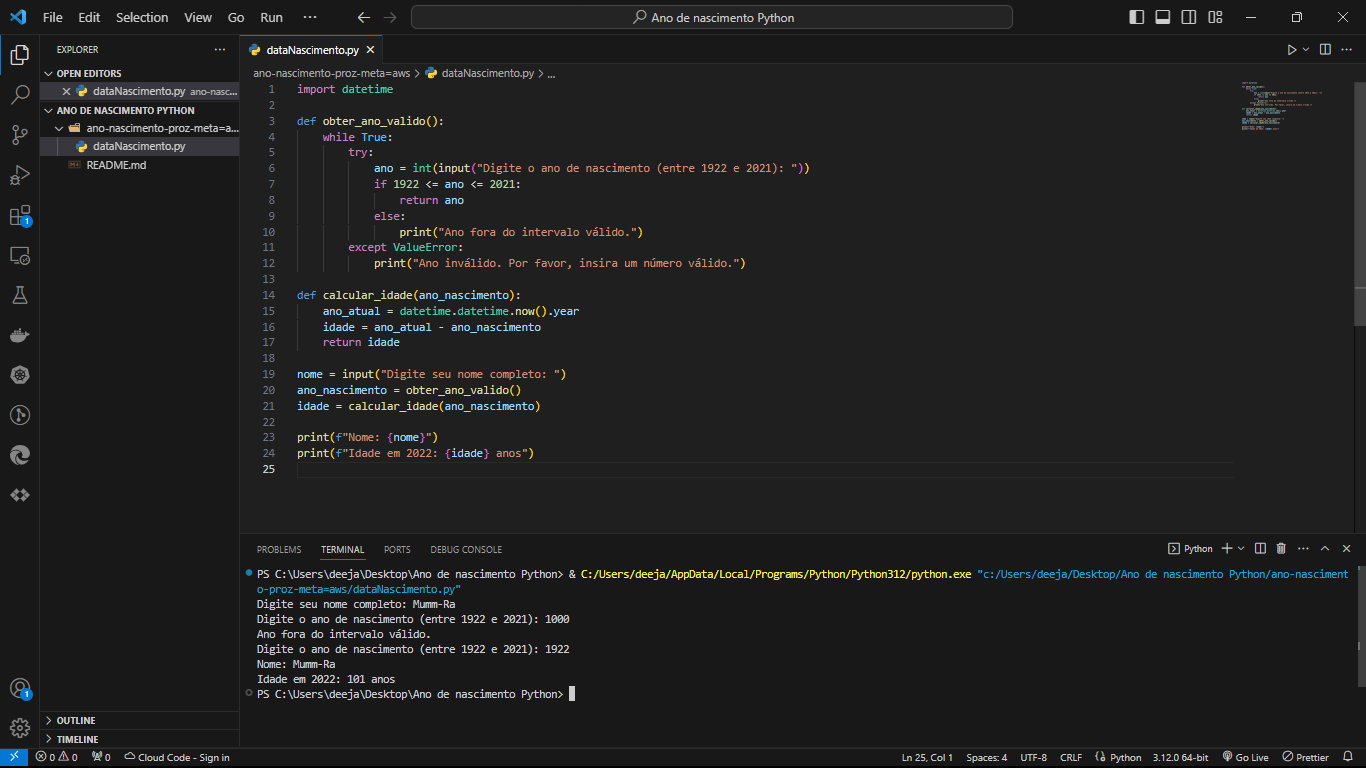 File Edit Selection View Go Run ··· Ano de nascimento Python
EXPLORER ···
OPEN EDITORS
dataNascimento.py ano-nasc...
ANO DE NASCIMENTO PYTHON
ano-nascimento-proz-meta=a...
dataNascimento.py
README.md
OUTLINE
TIMELINE
1
1
dataNascimento.py
ano-nascimento-proz-meta=aws > dataNascimento.py > ...
1 import datetime
2
3 def obter_ano_valido():
4 while True:
5 try:
6 ano = int(input("Digite o ano de nascimento (entre 1922 e 2021): "))
7 if 1922 <= ano <= 2021:
8 return ano
9 else:
10 print("Ano fora do intervalo válido.")
11 except ValueError:
12 print("Ano inválido. Por favor, insira um número válido.")
13
14 def calcular_idade(ano_nascimento):
15 ano_atual = datetime.datetime.now().year
16 idade = ano_atual - ano_nascimento
17 return idade
18
19 nome = input("Digite seu nome completo: ")
20 ano_nascimento = obter_ano_valido()
21 idade = calcular_idade(ano_nascimento)
22
23 print(f"Nome: {nome}")
24 print(f"Idade em 2022: {idade} anos")
25
PROBLEMS TERMINAL PORTS DEBUG CONSOLE Python
PS C:\Users\deeja\Desktop\Ano de nascimento Python> & C:/Users/deeja/AppData/Local/Programs/Python/Python312/python.exe "c:/Users/deeja/Desktop/Ano de nascimento Python/ano-nasciment
o-proz-meta=aws/dataNascimento.py"
Digite seu nome completo: Mumm-Ra
Digite o ano de nascimento (entre 1922 e 2021): 1000
Ano fora do intervalo válido.
Digite o ano de nascimento (entre 1922 e 2021): 1922
Nome: Mumm-Ra
Idade em 2022: 101 anos
PS C:\Users\deeja\Desktop\Ano de nascimento Python>
0 0 0 Cloud Code - Sign in Ln 25, Col 1 Spaces: 4 UTF-8 CRLF Python 3.12.0 64-bit Go Live Prettier